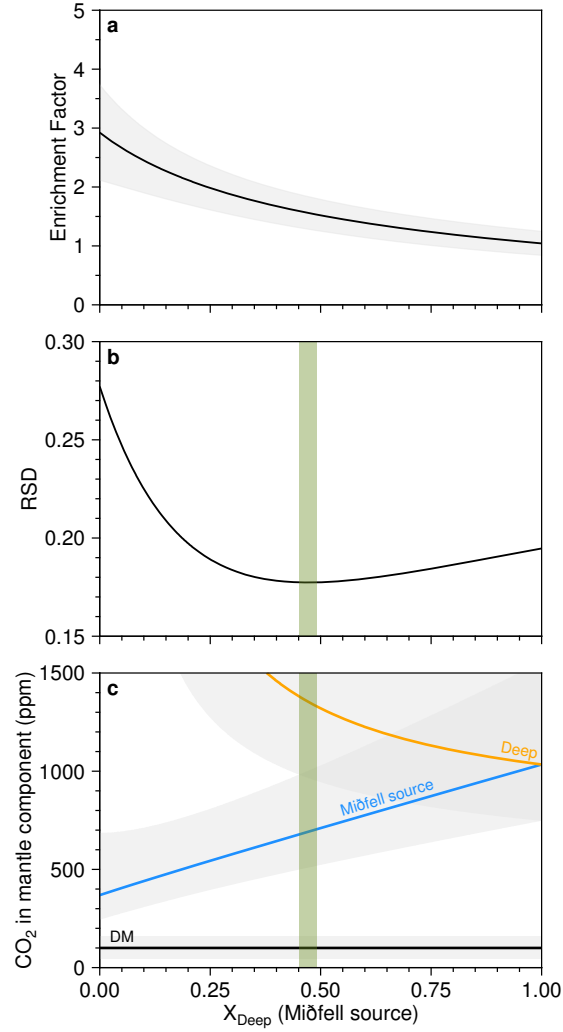 a
5
4
3
2
1
0
Enrichment Factor
b
0.30
0.25
0.20
0.15
RSD
c
1500
1000
500
0
CO₂ in mantle component (ppm)
Deep
Miðfell source
DM
0.00 0.25 0.50 0.75 1.00
X_Deep (Miðfell source)